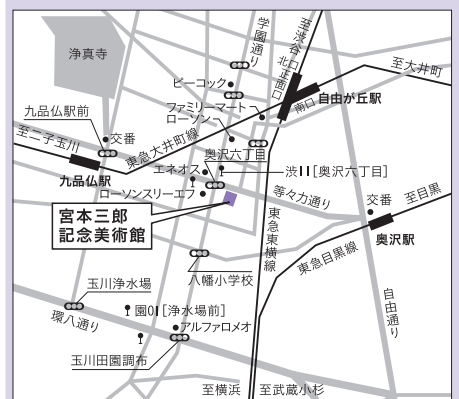 浄真寺
学園通り
至渋谷
北口
正面口
至大井町
ピーコック
自由が丘駅
南口
ファミリーマート
ローソン
九品仏駅前
交番
至二子玉川
東急大井町線
奥沢六丁目
九品仏駅
エネオス
渋11[奥沢六丁目]
ローソンスリーエフ
等々力通り
交番
至目黒
宮本三郎
記念美術館
東急東横線
奥沢駅
東急目黒線
八幡小学校
玉川浄水場
自由通り
園01[浄水場前]
環八通り
アルファロメオ
玉川田園調布
至横浜
至武蔵小杉